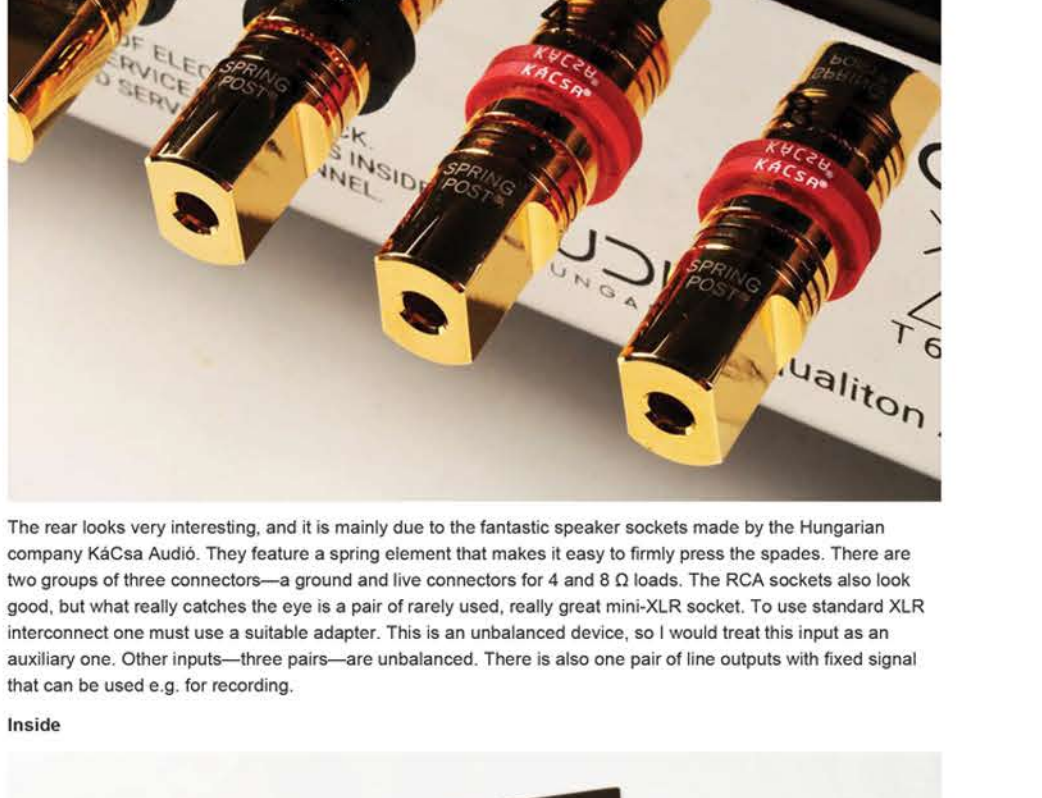 OF ELEC
ERVICE
D SERV
CK.
S INSIDE
NNEL.
SPRING
POST®
KÁCSA®
SPRING
POST®
KÁCSA®
SPRING
POST®
UDI
UNGA
T 6
ualiton
The rear looks very interesting, and it is mainly due to the fantastic speaker sockets made by the Hungarian
company KáCsa Audió. They feature a spring element that makes it easy to firmly press the spades. There are
two groups of three connectors—a ground and live connectors for 4 and 8 Ω loads. The RCA sockets also look
good, but what really catches the eye is a pair of rarely used, really great mini-XLR socket. To use standard XLR
interconnect one must use a suitable adapter. This is an unbalanced device, so I would treat this input as an
auxiliary one. Other inputs—three pairs—are unbalanced. There is also one pair of line outputs with fixed signal
that can be used e.g. for recording.
Inside